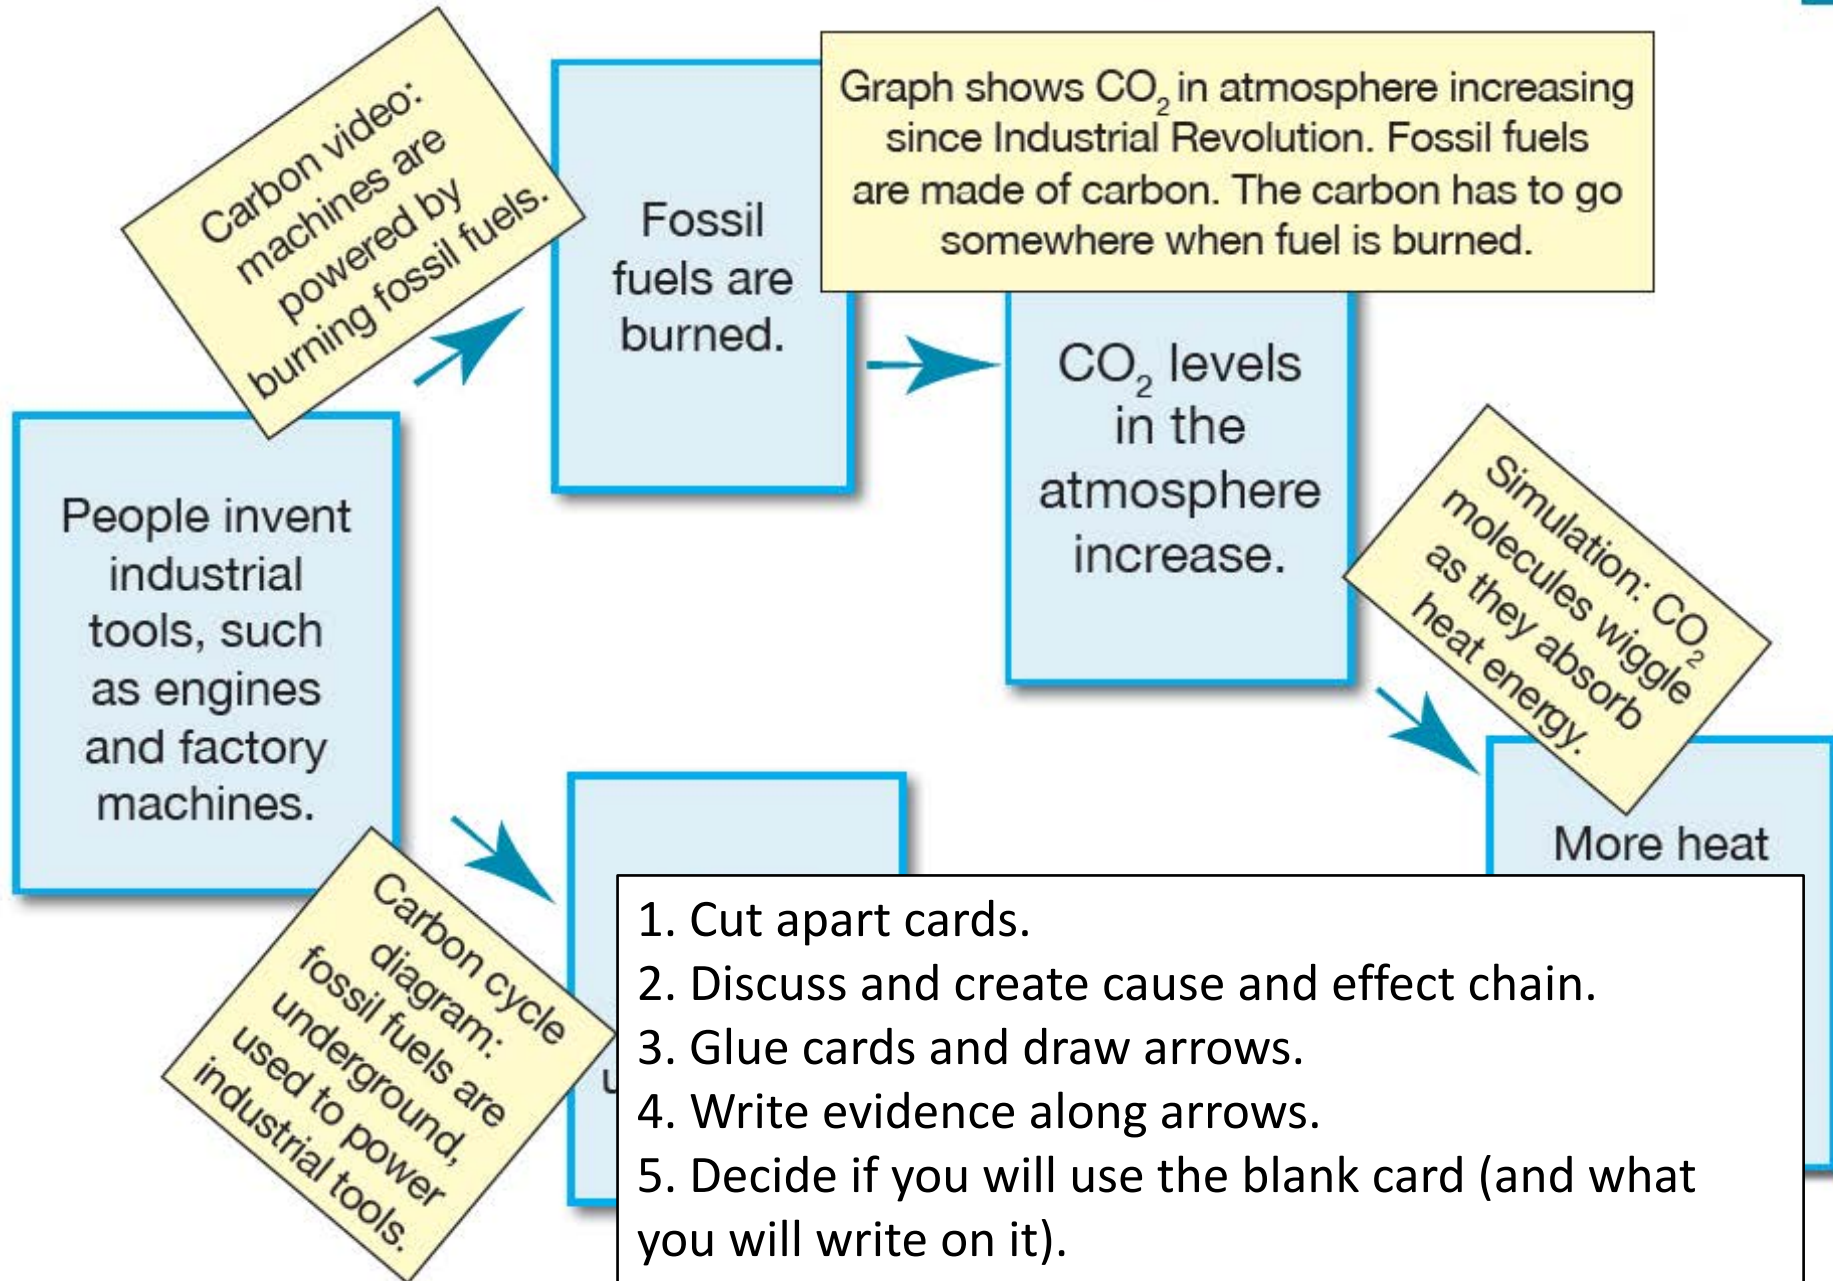 Carbon video:
machines are
powered by
burning fossil fuels.
Fossil
fuels are
burned.
Graph shows CO₂ in atmosphere increasing
since Industrial Revolution. Fossil fuels
are made of carbon. The carbon has to go
somewhere when fuel is burned.
People invent
industrial
tools, such
as engines
and factory
machines.
CO₂ levels
in the
atmosphere
increase.
Simulation: CO₂
molecules wiggle
as they absorb
heat energy.
More heat
Carbon cycle
diagram:
fossil fuels are
underground,
used to power
industrial tools.
1. Cut apart cards.
2. Discuss and create cause and effect chain.
3. Glue cards and draw arrows.
4. Write evidence along arrows.
5. Decide if you will use the blank card (and what
you will write on it).